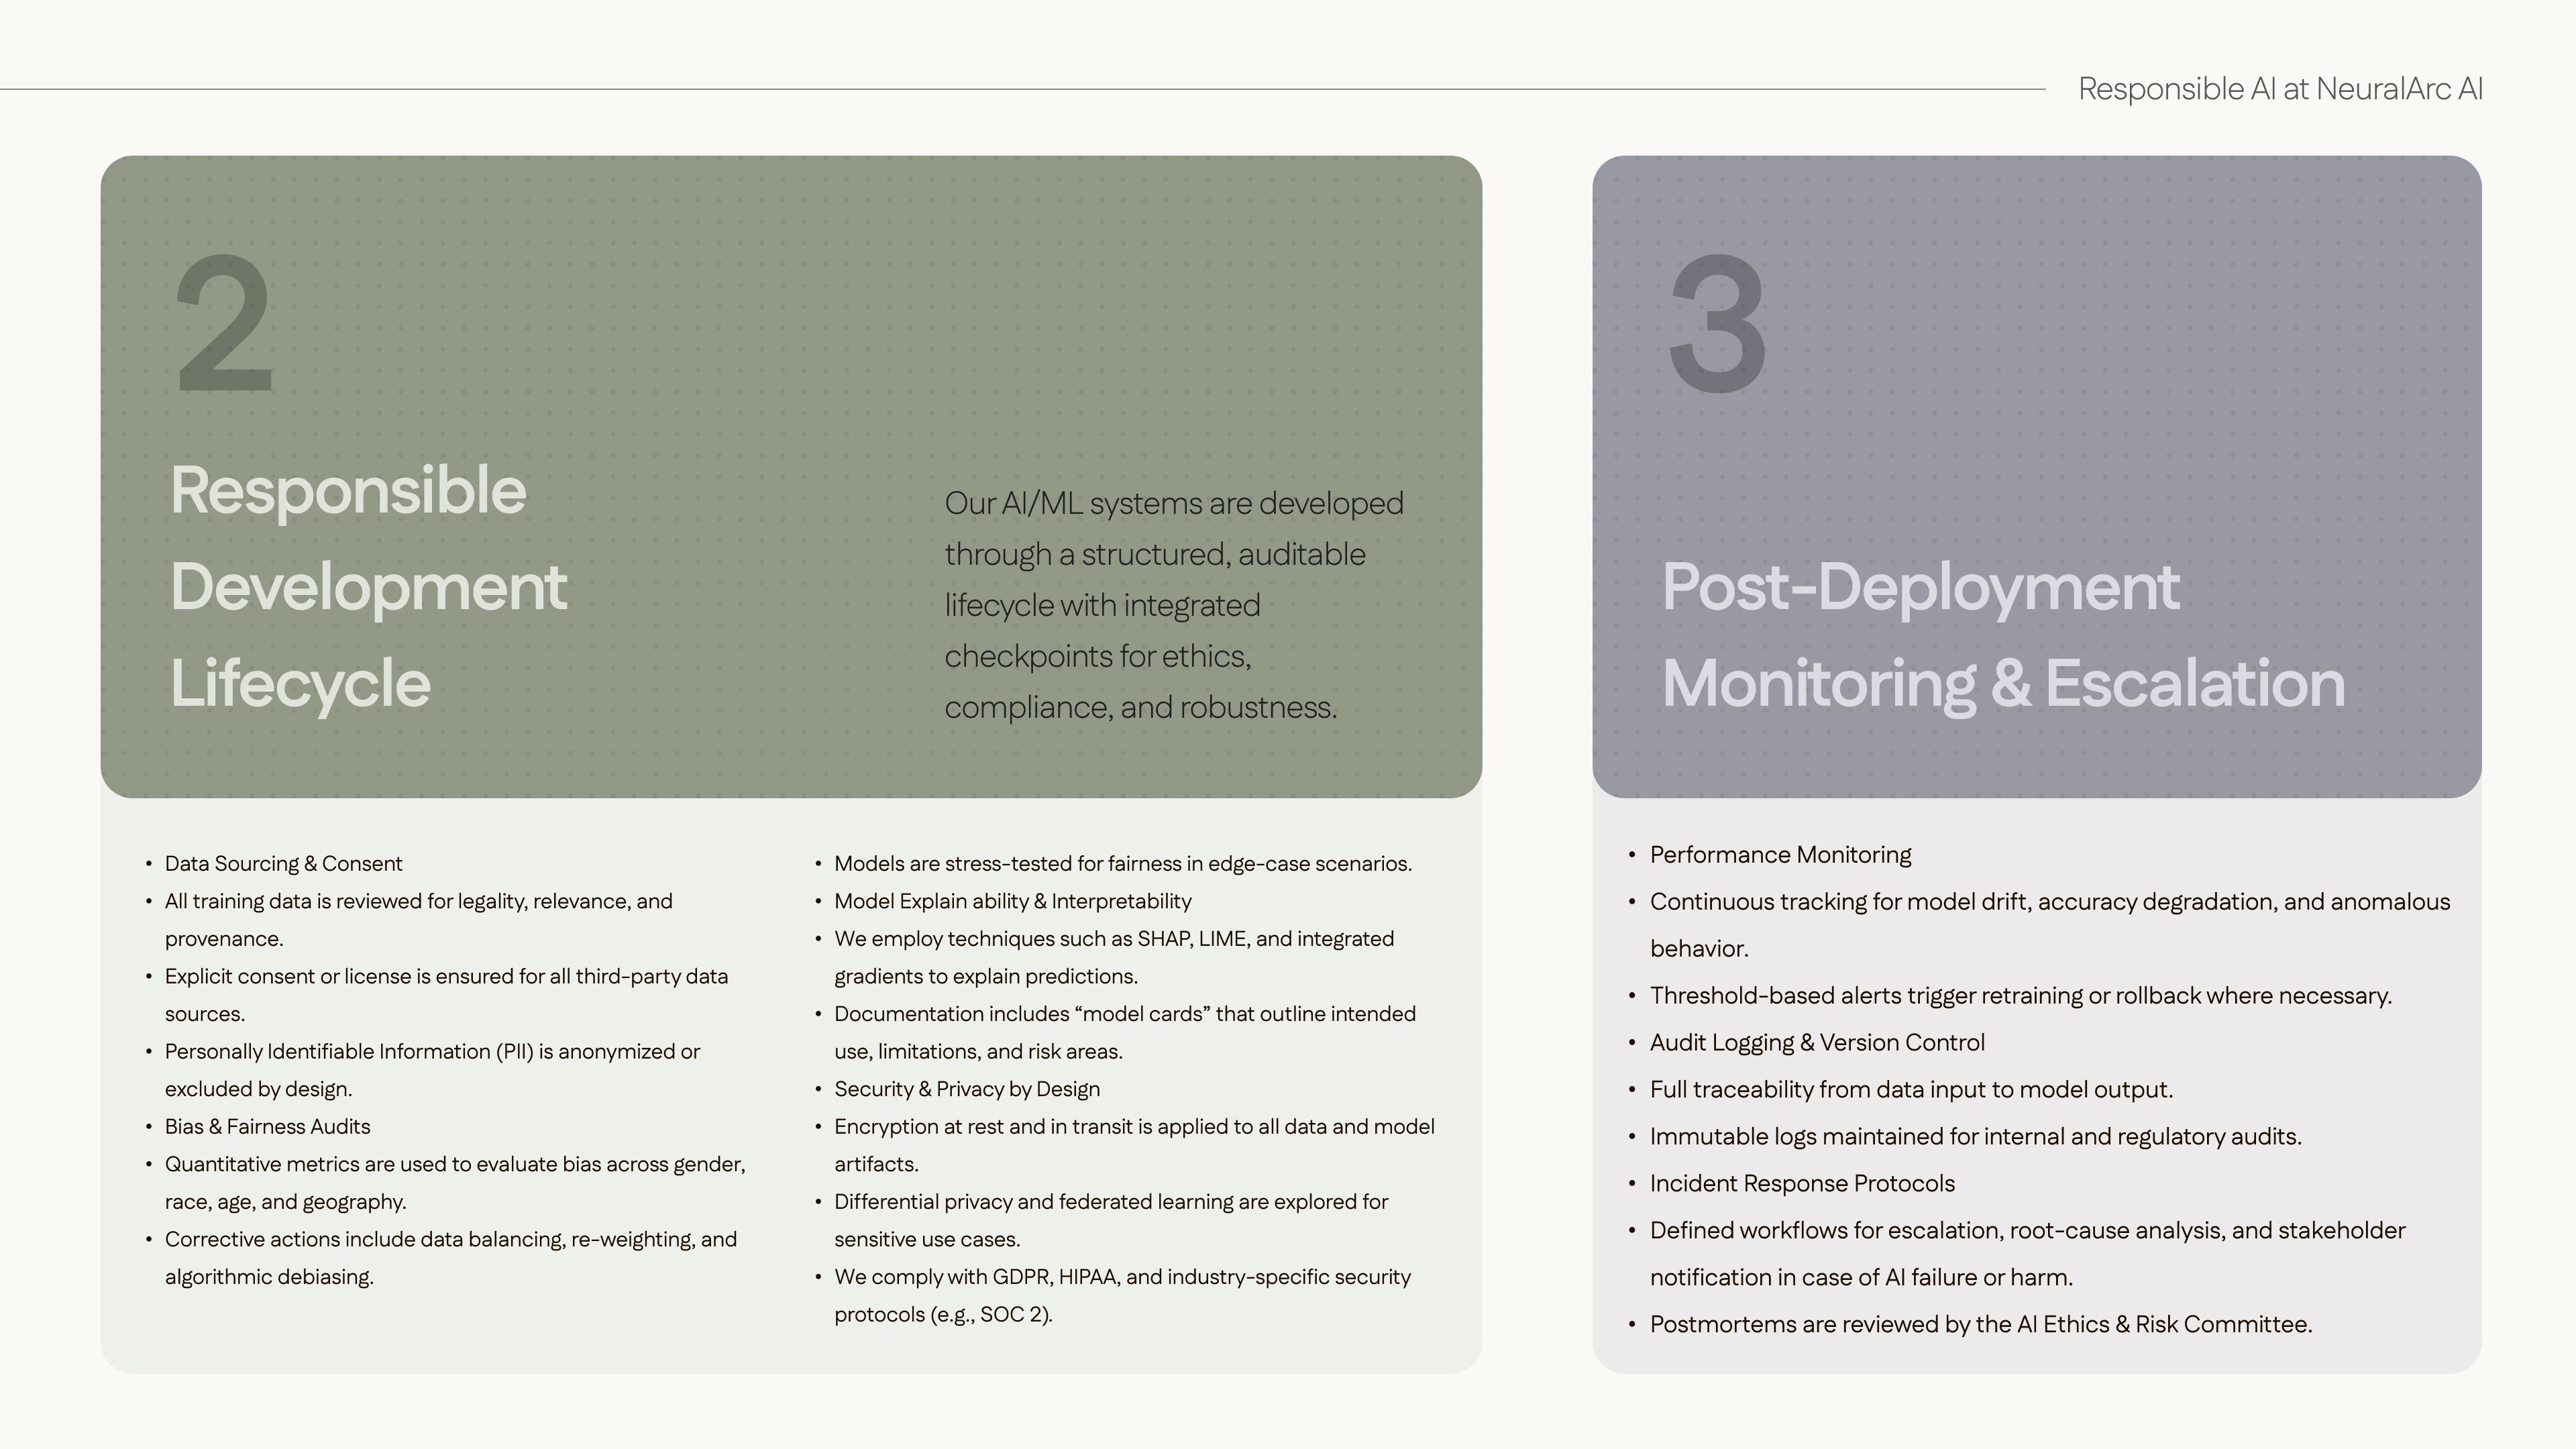 Responsible AI at NeuralArc AI
2
Responsible
Development
Lifecycle
Our AI/ML systems are developed
through a structured, auditable
lifecycle with integrated
checkpoints for ethics,
compliance, and robustness.
• Data Sourcing & Consent
• All training data is reviewed for legality, relevance, and
provenance.
• Explicit consent or license is ensured for all third-party data
sources.
• Personally Identifiable Information (PII) is anonymized or
excluded by design.
• Bias & Fairness Audits
• Quantitative metrics are used to evaluate bias across gender,
race, age, and geography.
• Corrective actions include data balancing, re-weighting, and
algorithmic debiasing.
• Models are stress-tested for fairness in edge-case scenarios.
• Model Explain ability & Interpretability
• We employ techniques such as SHAP, LIME, and integrated
gradients to explain predictions.
• Documentation includes “model cards” that outline intended
use, limitations, and risk areas.
• Security & Privacy by Design
• Encryption at rest and in transit is applied to all data and model
artifacts.
• Differential privacy and federated learning are explored for
sensitive use cases.
• We comply with GDPR, HIPAA, and industry-specific security
protocols (e.g., SOC 2).
3
Post-Deployment
Monitoring & Escalation
• Performance Monitoring
• Continuous tracking for model drift, accuracy degradation, and anomalous
behavior.
• Threshold-based alerts trigger retraining or rollback where necessary.
• Audit Logging & Version Control
• Full traceability from data input to model output.
• Immutable logs maintained for internal and regulatory audits.
• Incident Response Protocols
• Defined workflows for escalation, root-cause analysis, and stakeholder
notification in case of AI failure or harm.
• Postmortems are reviewed by the AI Ethics & Risk Committee.